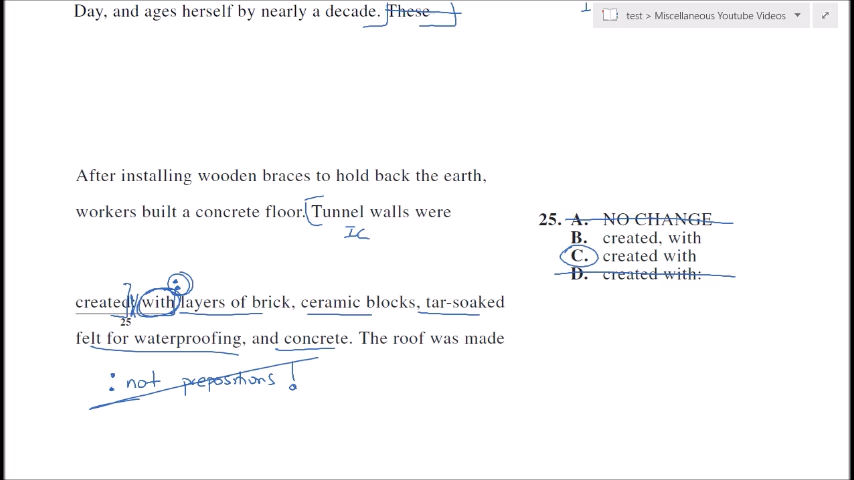 Day, and ages herself by nearly a decade. These
test > Miscellaneous Youtube Videos
After installing wooden braces to hold back the earth,
workers built a concrete floor. Tunnel walls were
IC
25. A. NO CHANGE
B. created, with
C. created with
D. created with:
created with : layers of brick, ceramic blocks, tar-soaked
25
felt for waterproofing, and concrete. The roof was made
: not prepositions !